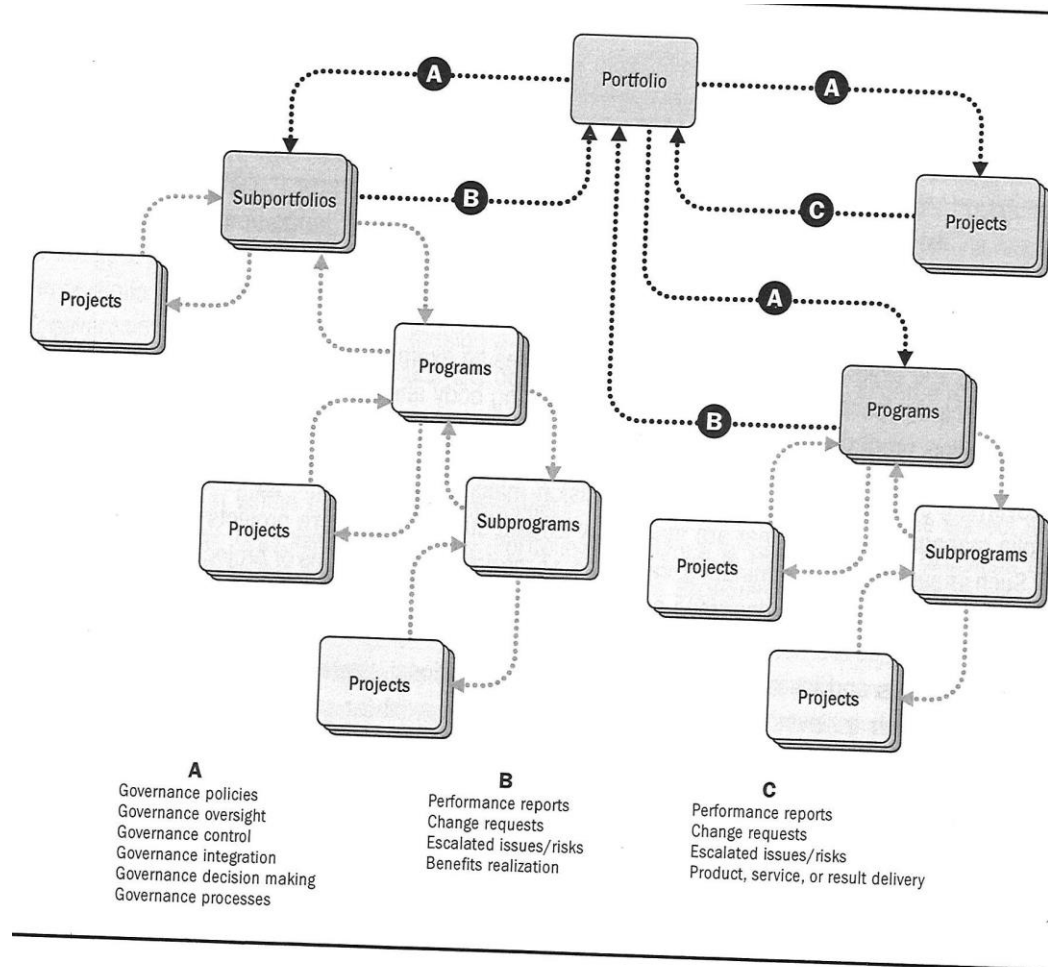 Portfolio
A
A
Subportfolios
B
C
Projects
Projects
A
Programs
Programs
B
Projects
Subprograms
Projects
Subprograms
Projects
Projects
A
Governance policies
Governance oversight
Governance control
Governance integration
Governance decision making
Governance processes
B
Performance reports
Change requests
Escalated issues/risks
Benefits realization
C
Performance reports
Change requests
Escalated issues/risks
Product, service, or result delivery